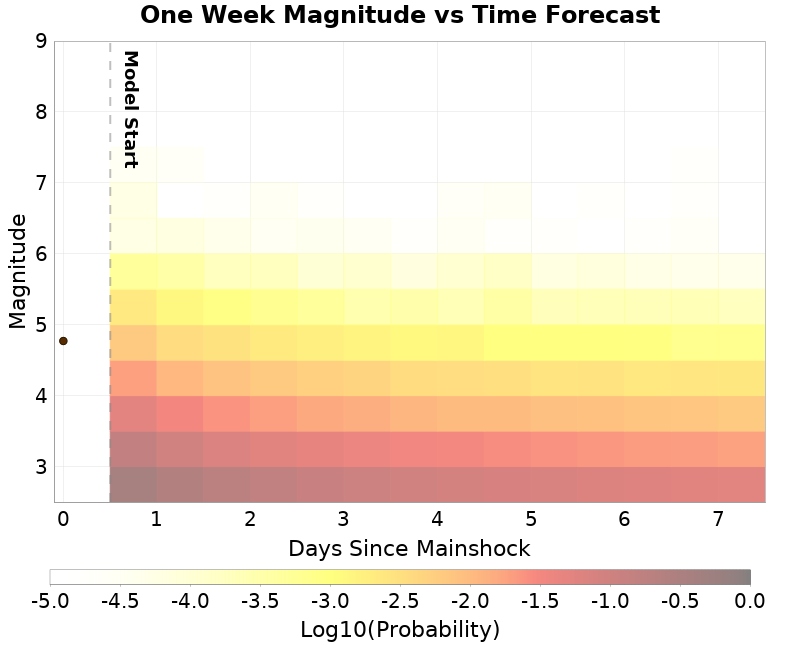 One Week Magnitude vs Time Forecast
Magnitude
9
8
7
6
5
4
3
Model Start
0 1 2 3 4 5 6 7
Days Since Mainshock
-5.0 -4.5 -4.0 -3.5 -3.0 -2.5 -2.0 -1.5 -1.0 -0.5 0.0
Log10(Probability)